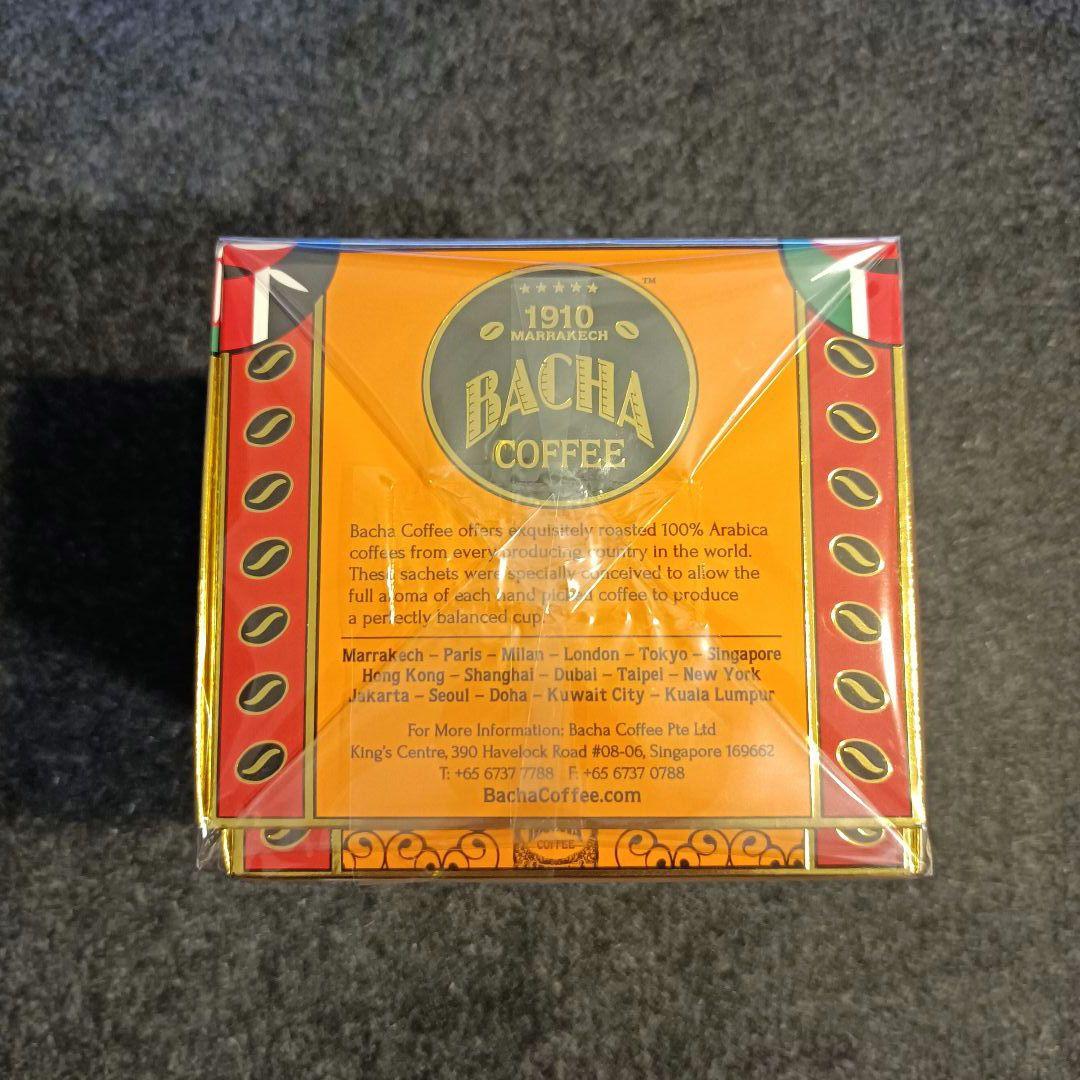 ★★★★★
TM
1910
MARRAKECH
BACHA
COFFEE
Bacha Coffee offers exquisitely roasted 100% Arabica
coffees from every producing country in the world.
These sachets were specially conceived to allow the
full aroma of each hand picked coffee to produce
a perfectly balanced cup.
Marrakech – Paris – Milan – London – Tokyo – Singapore
Hong Kong – Shanghai – Dubai – Taipei – New York
Jakarta – Seoul – Doha – Kuwait City – Kuala Lumpur
For More Information: Bacha Coffee Pte Ltd
King's Centre, 390 Havelock Road #08-06, Singapore 169662
T: +65 6737 7788 F: +65 6737 0788
BachaCoffee.com
BACHA
COFFEE